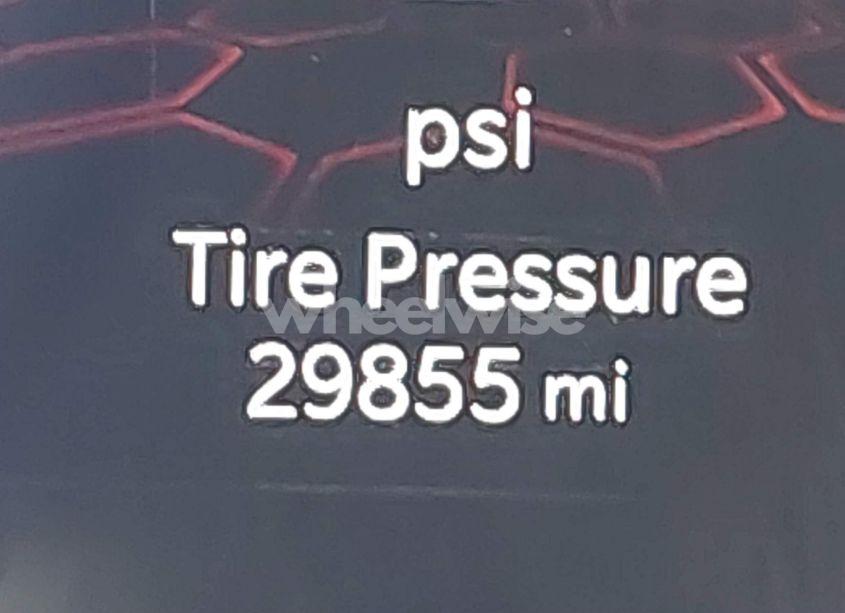 psi
Tire Pressure
wheelwise
29855 mi